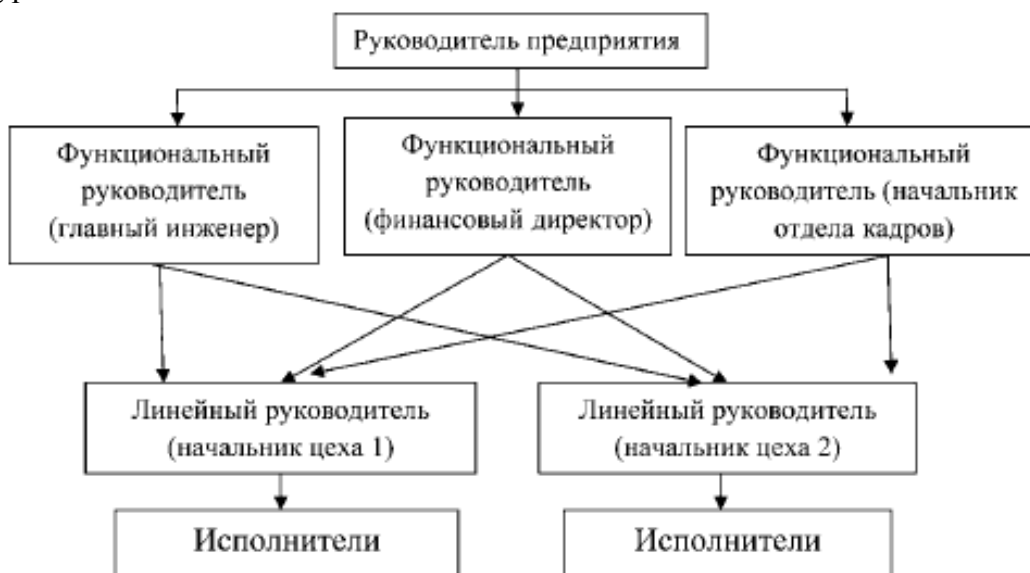 Руководитель предприятия
Функциональный
руководитель
(главный инженер)
Функциональный
руководитель
(финансовый директор)
Функциональный
руководитель (начальник
отдела кадров)
Линейный руководитель
(начальник цеха 1)
Линейный руководитель
(начальник цеха 2)
Исполнители
Исполнители